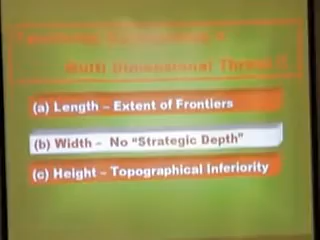 Multi Dimensional Threat
(a) Length – Extent of Frontiers
(b) Width – No "Strategic Depth"
(c) Height – Topographical Inferiority